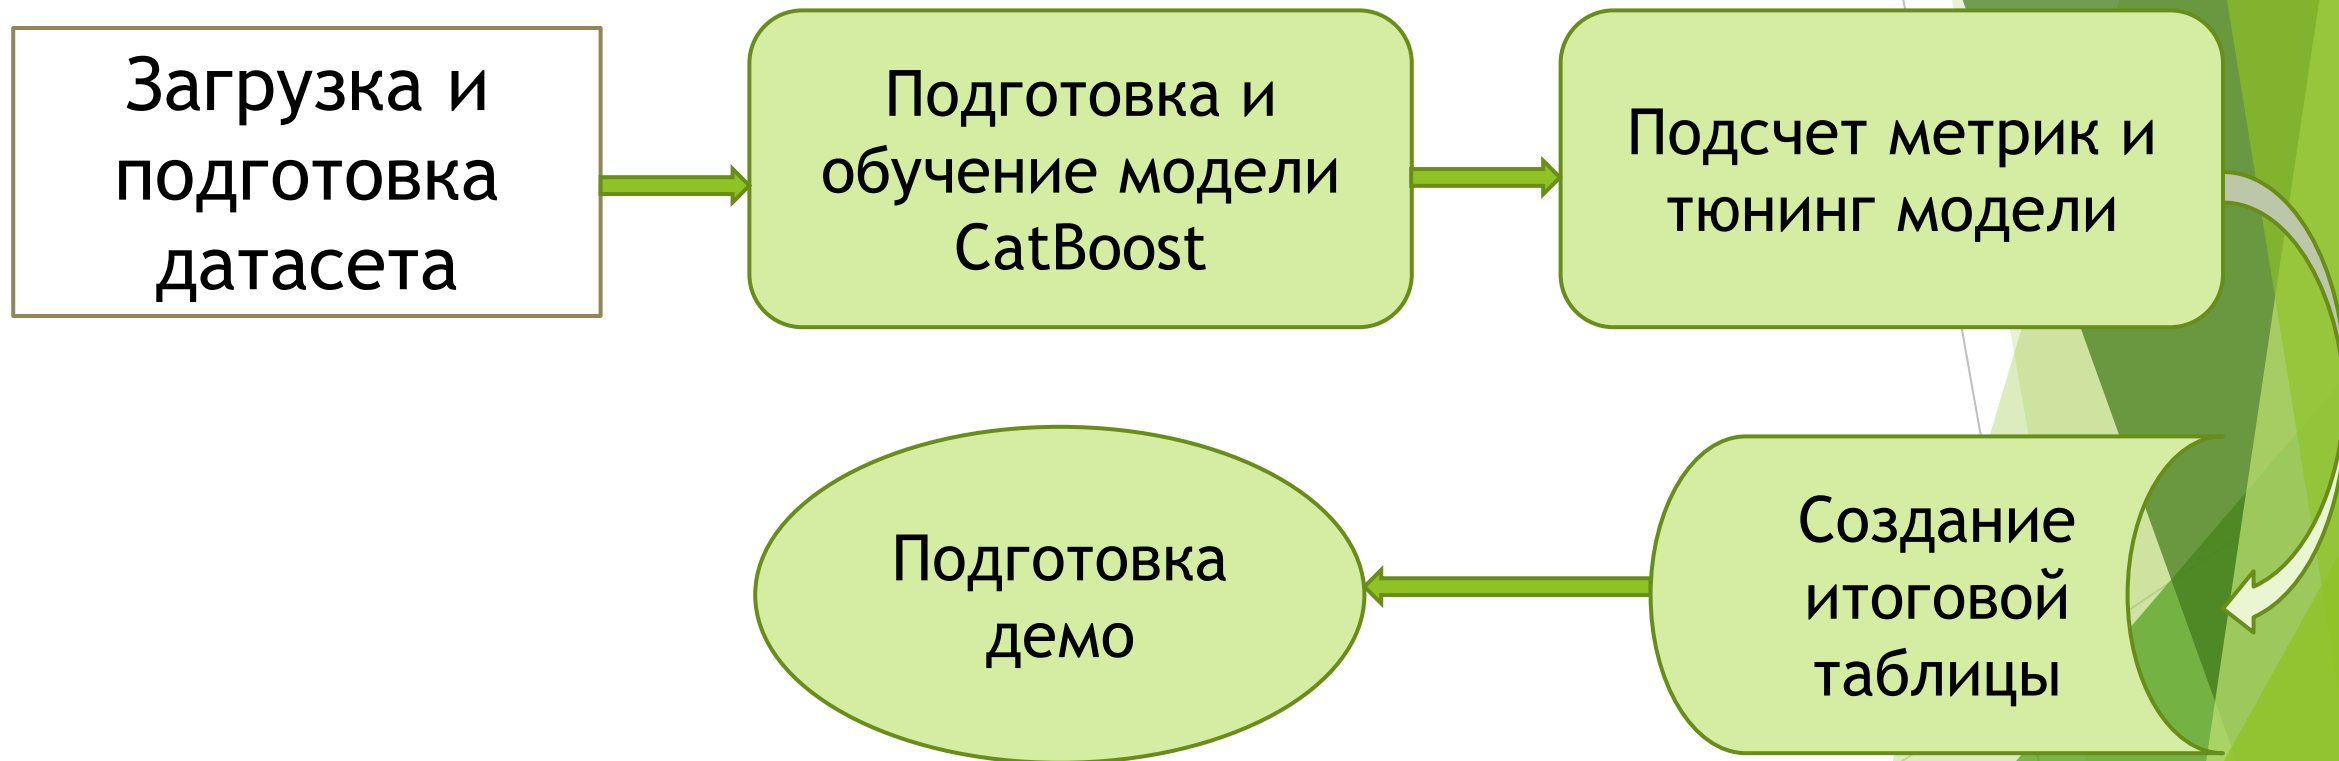 Загрузка и
подготовка
датасета
Подготовка и
обучение модели
CatBoost
Подсчет метрик и
тюнинг модели
Создание
итоговой
таблицы
Подготовка
демо